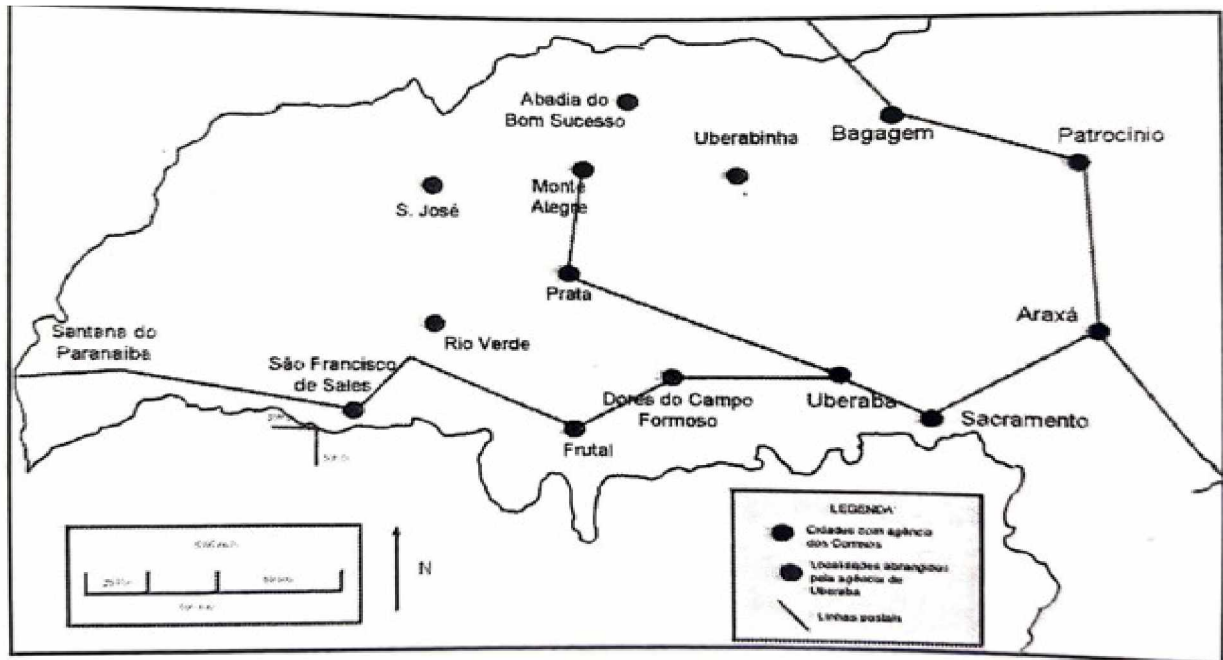 Abadia do
Bom Sucesso
Bagagem
Patrocínio
Uberabinha
Monte
Alegre
S. José
Prata
Araxá
Santana do
Paranaiba
Rio Verde
São Francisco
de Sales
Dores do Campo
Formoso
Uberaba
Sacramento
Frutal
N
LEGENDA
Cidades com agência
dos Correios
Localidades abrangidas
pela agência de
Uberaba
Linhas postais